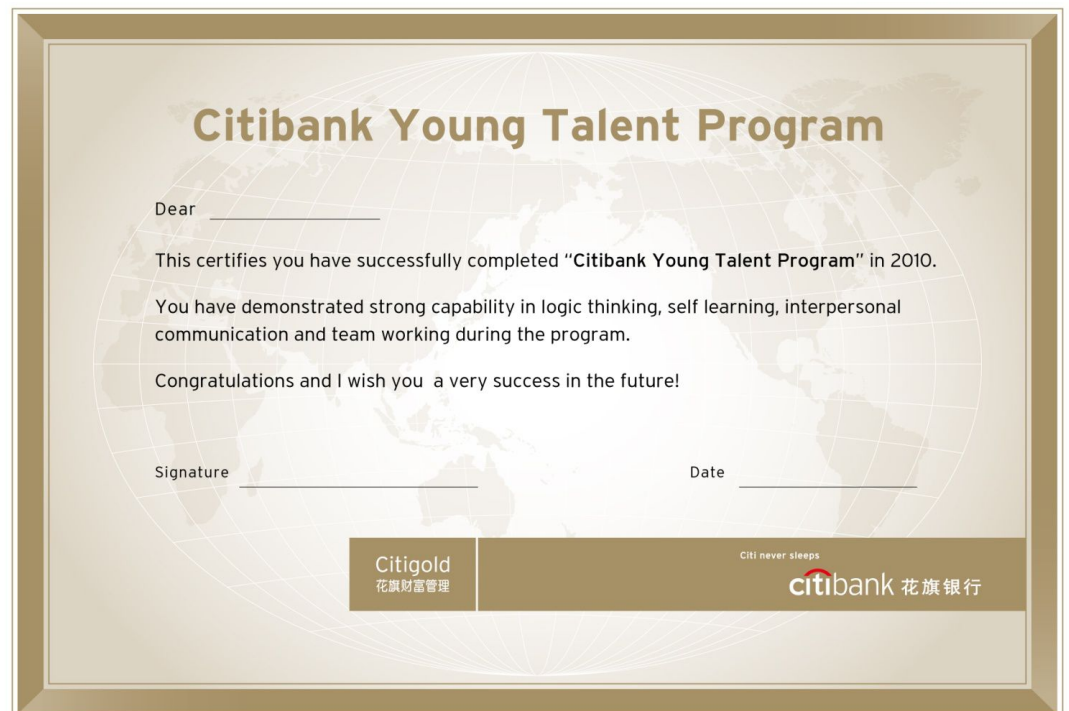 Citibank Young Talent Program
Dear
This certifies you have successfully completed “Citibank Young Talent Program” in 2010.
You have demonstrated strong capability in logic thinking, self learning, interpersonal
communication and team working during the program.
Congratulations and I wish you a very success in the future!
Signature
Date
Citigold
花旗财富管理
Citi never sleeps
citibank 花旗银行